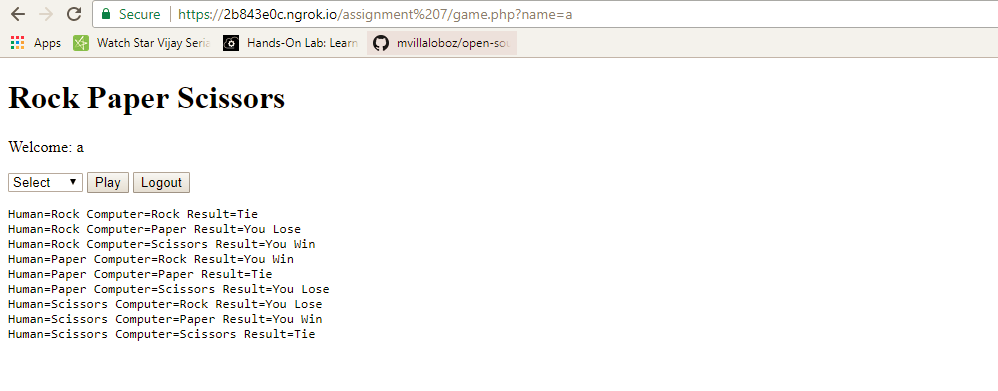 Secure https://2b843e0c.ngrok.io/assignment%207/game.php?name=a
Apps Watch Star Vijay Seria Hands-On Lab: Learn mvillaloboz/open-sou
Rock Paper Scissors
Welcome: a
Select Play Logout
Human=Rock Computer=Rock Result=Tie
Human=Rock Computer=Paper Result=You Lose
Human=Rock Computer=Scissors Result=You Win
Human=Paper Computer=Rock Result=You Win
Human=Paper Computer=Paper Result=Tie
Human=Paper Computer=Scissors Result=You Lose
Human=Scissors Computer=Rock Result=You Lose
Human=Scissors Computer=Paper Result=You Win
Human=Scissors Computer=Scissors Result=Tie